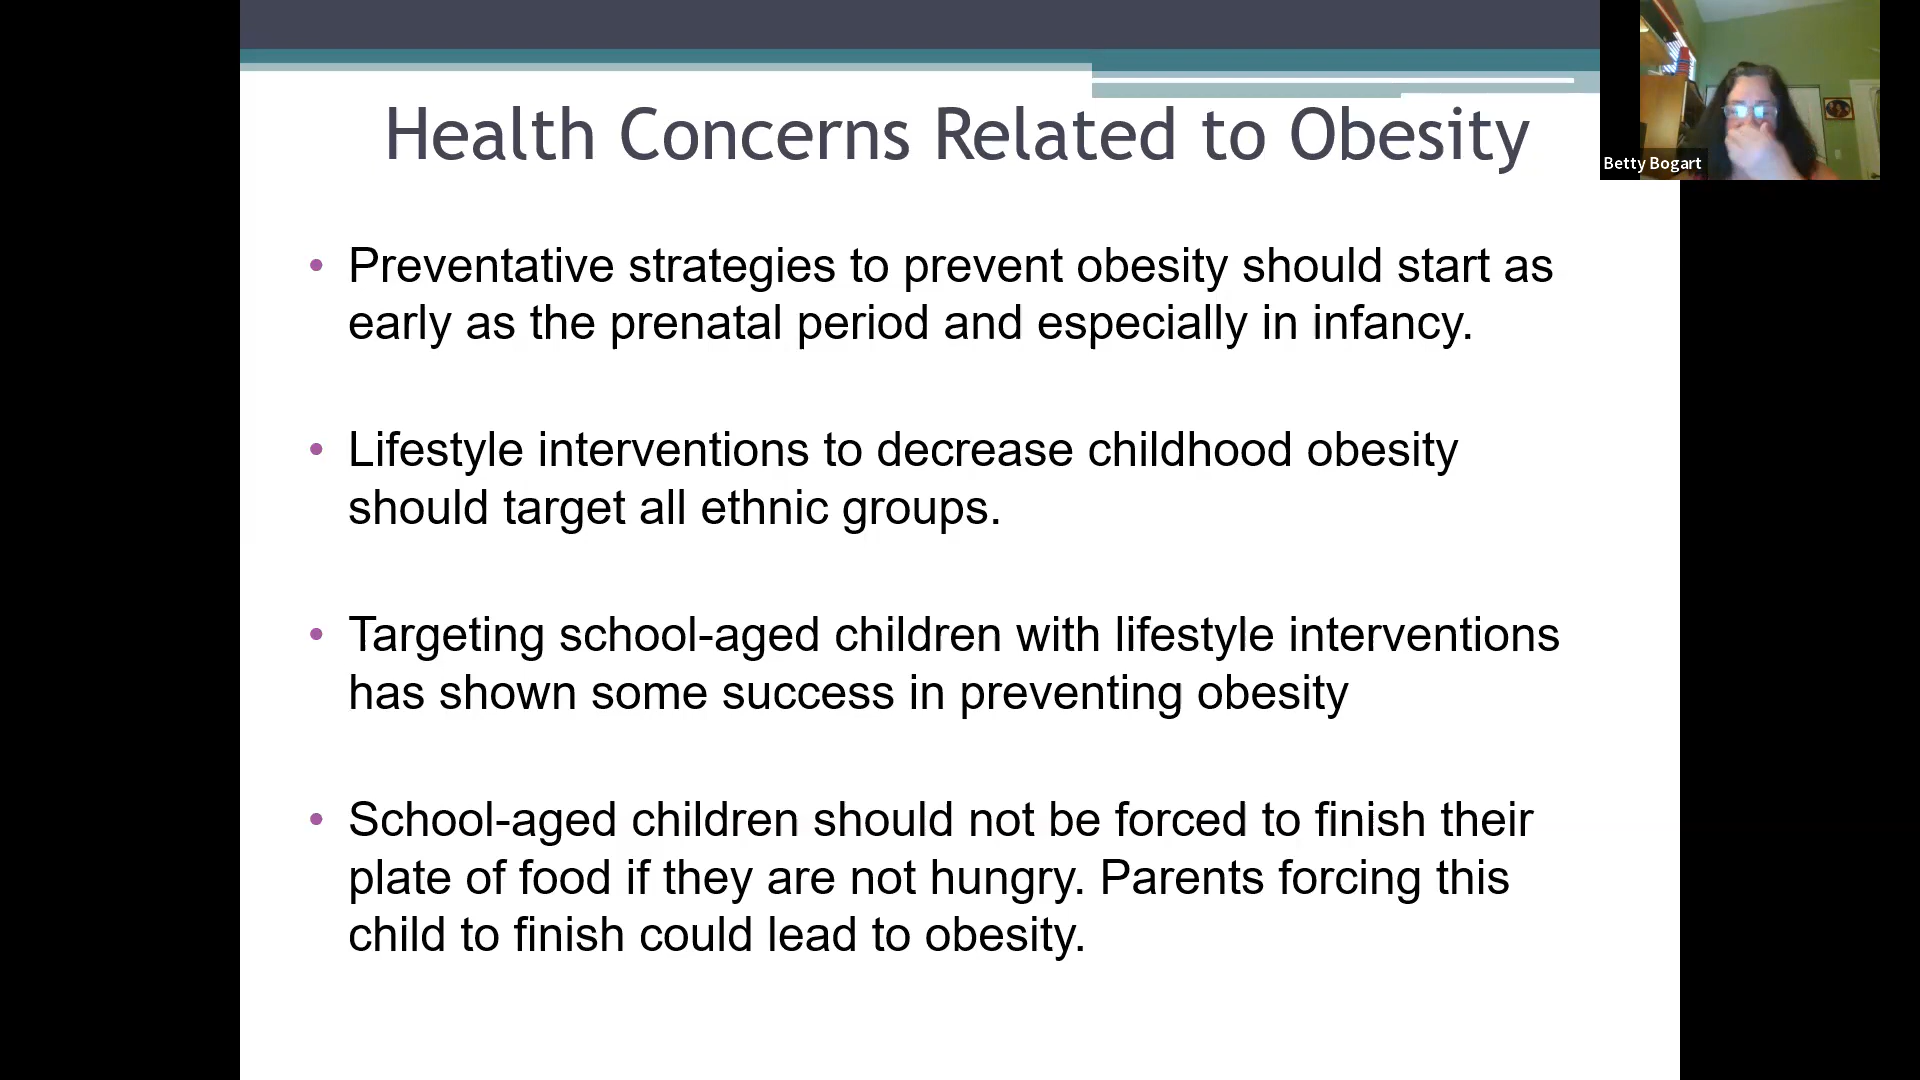 Health Concerns Related to Obesity
Betty Bogart
• Preventative strategies to prevent obesity should start as
early as the prenatal period and especially in infancy.
• Lifestyle interventions to decrease childhood obesity
should target all ethnic groups.
• Targeting school-aged children with lifestyle interventions
has shown some success in preventing obesity
• School-aged children should not be forced to finish their
plate of food if they are not hungry. Parents forcing this
child to finish could lead to obesity.